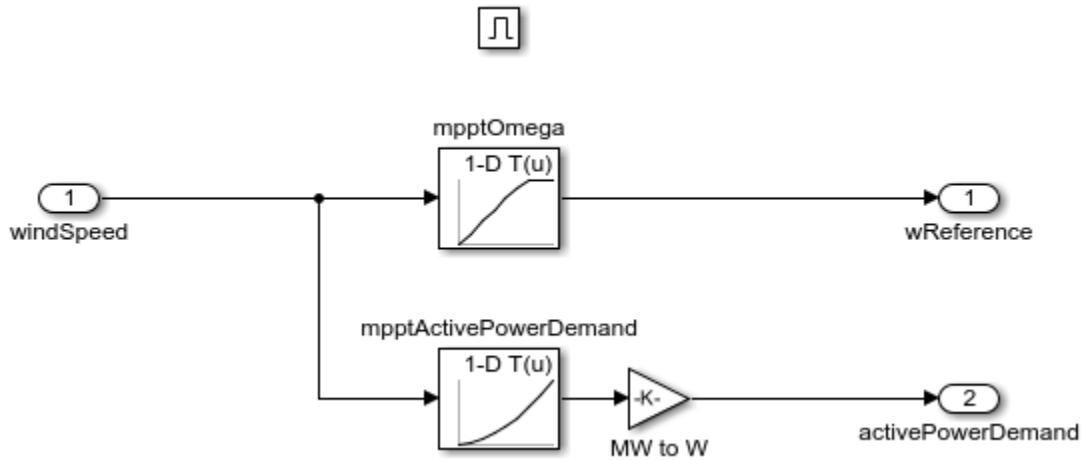 mpptOmega
1-D T(u)
1
windSpeed
1
wReference
mpptActivePowerDemand
1-D T(u)
-K-
MW to W
2
activePowerDemand